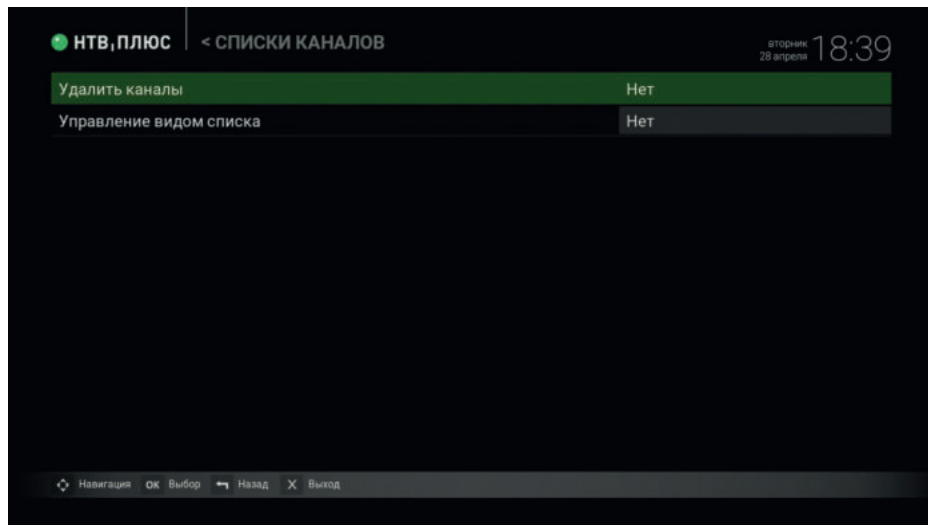 НТВ-ПЛЮС < СПИСКИ КАНАЛОВ
вторник
28 апреля
18:39
Удалить каналы Нет
Управление видом списка Нет
Навигация OK Выбор Назад X Выход